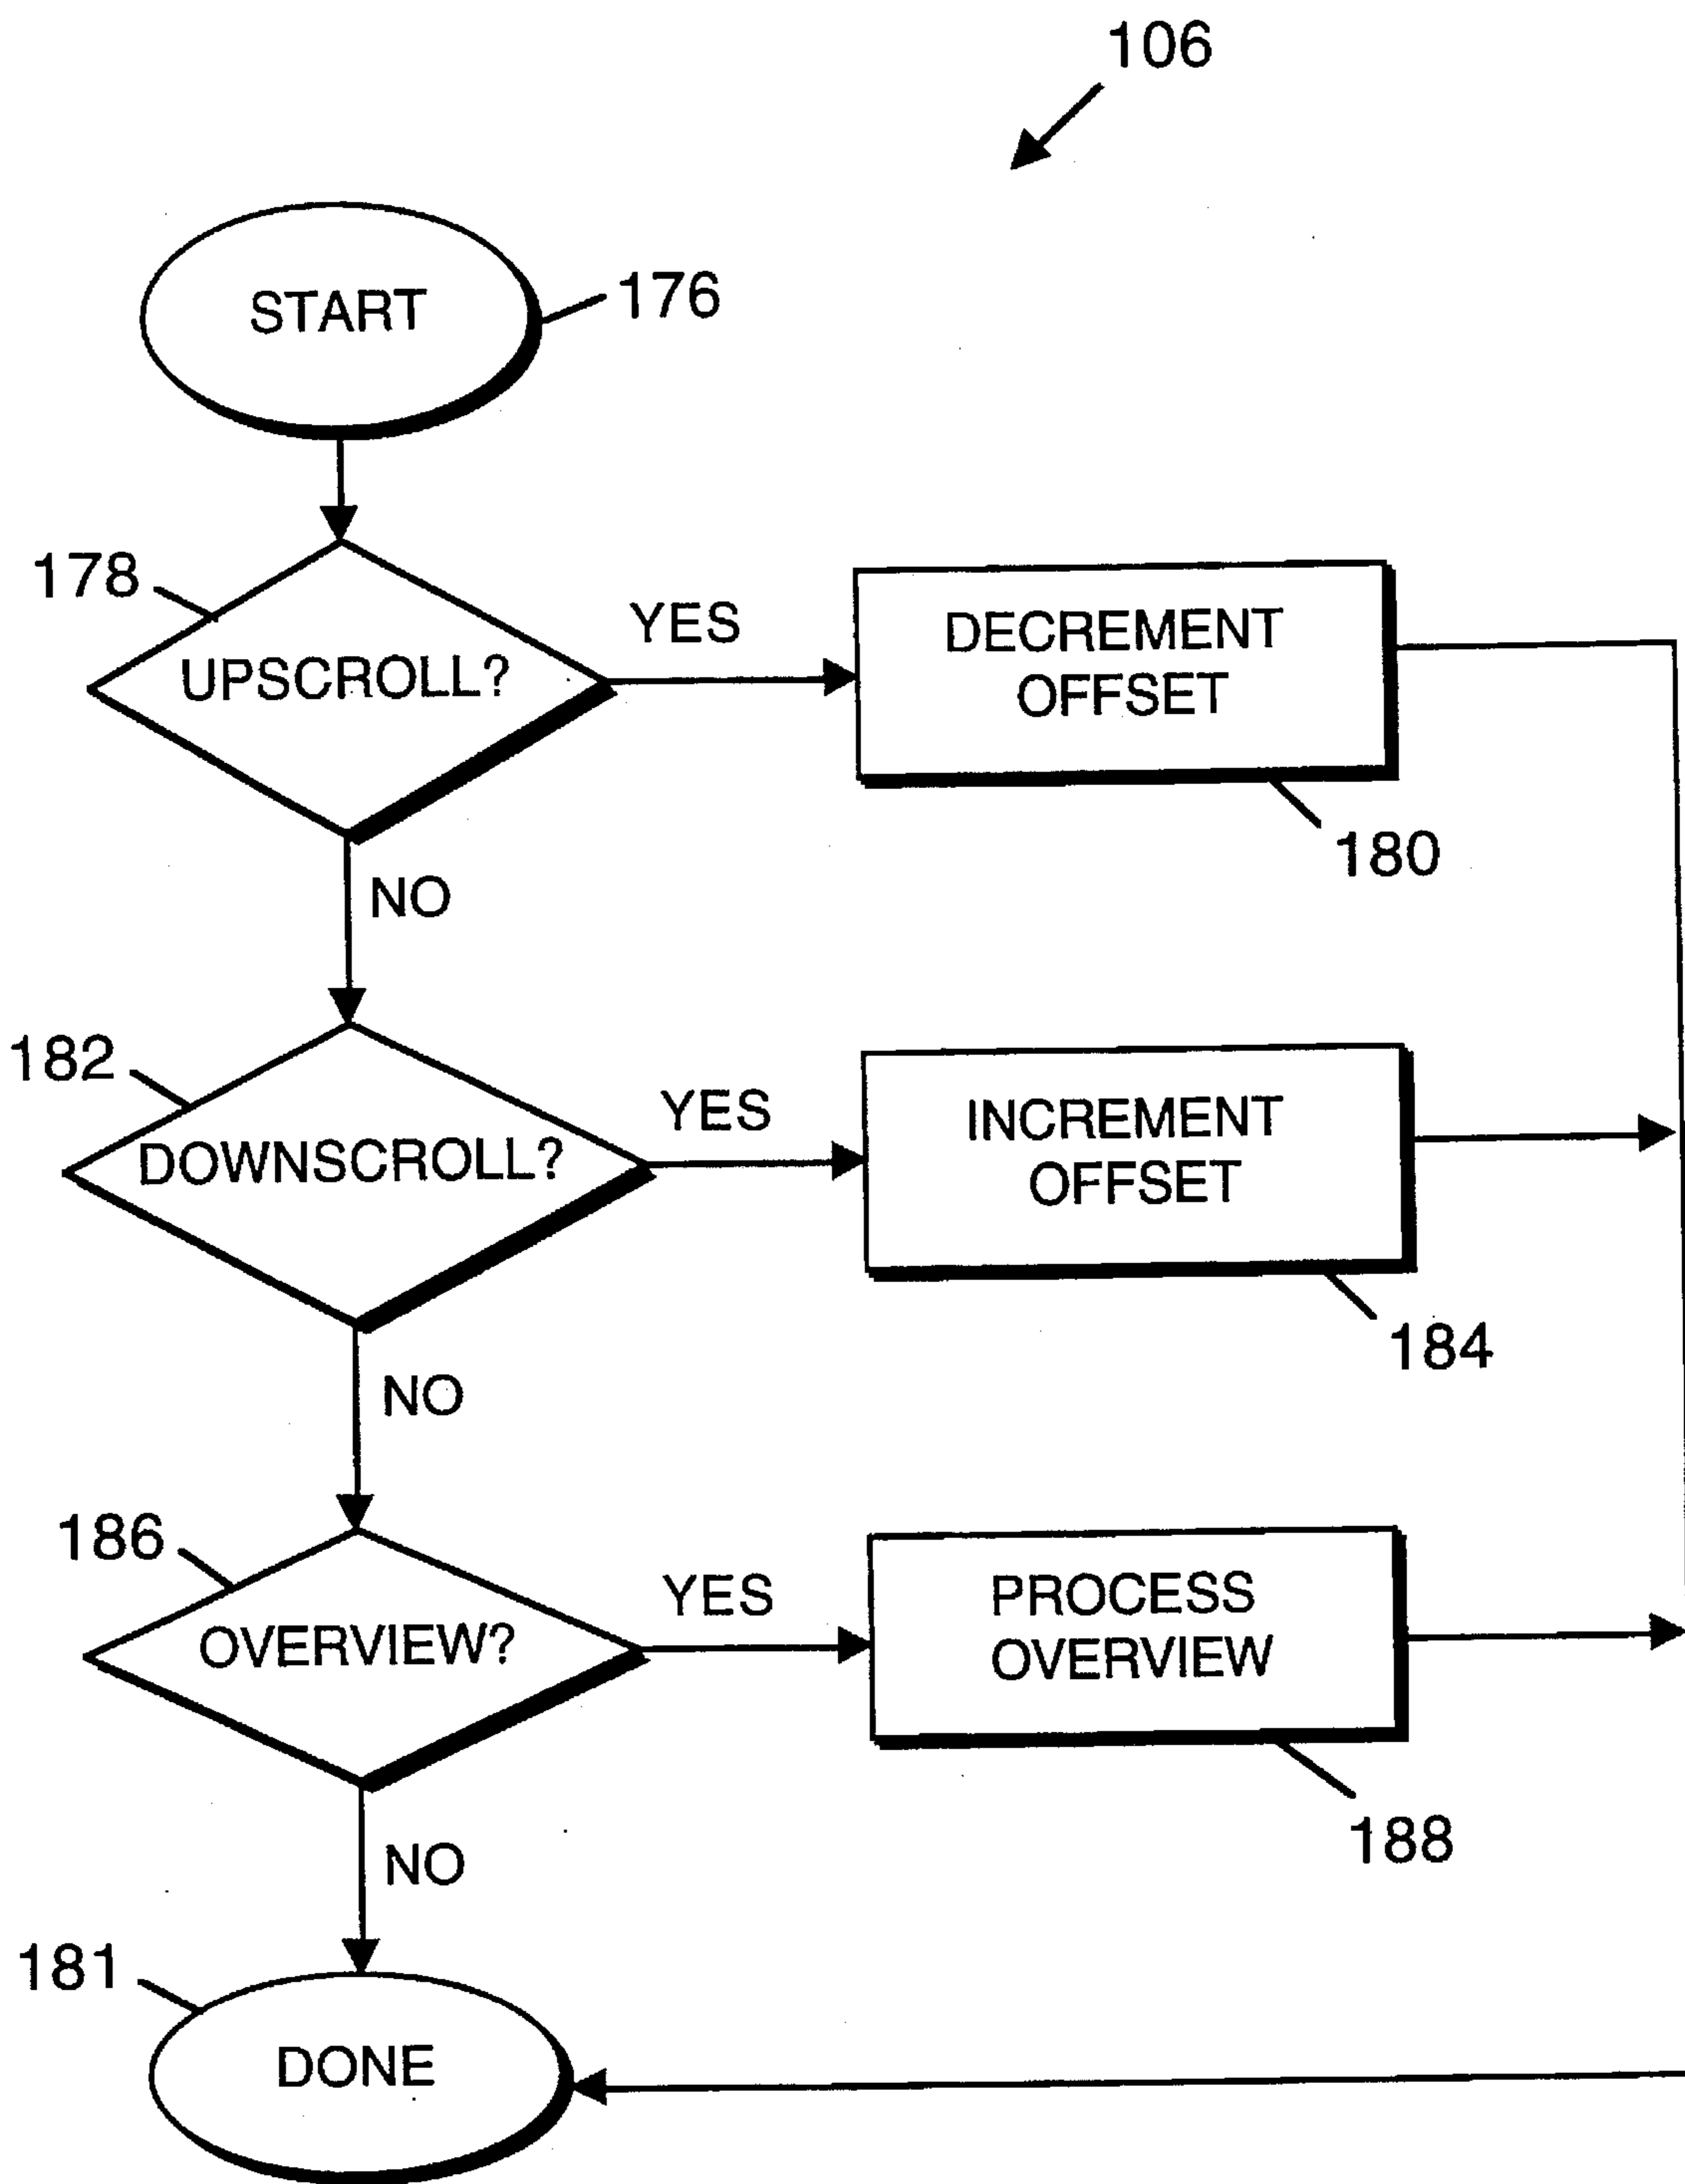 106
START
176
178
UPSCROLL?
YES
DECREMENT
OFFSET
180
NO
182
DOWNSCROLL?
YES
INCREMENT
OFFSET
184
NO
186
OVERVIEW?
YES
PROCESS
OVERVIEW
188
NO
181
DONE